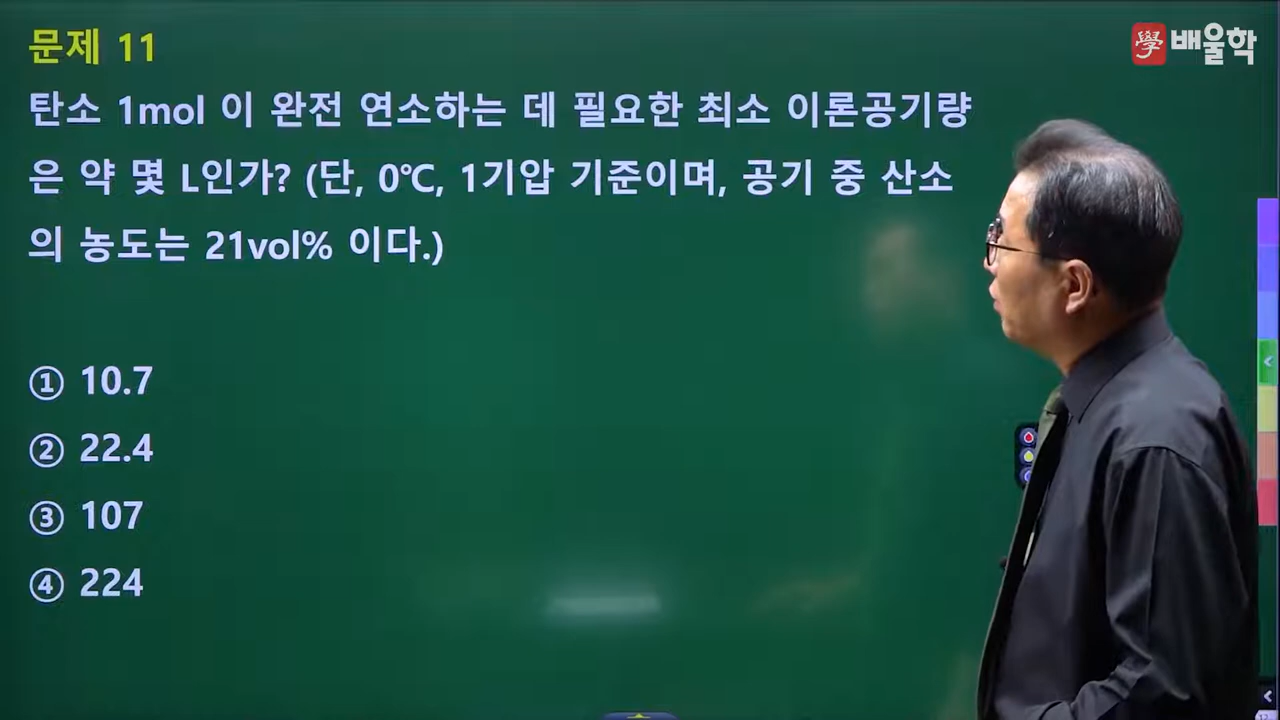 문제 11
學 배울학
탄소 1mol 이 완전 연소하는 데 필요한 최소 이론공기량
은 약 몇 L인가? (단, 0℃, 1기압 기준이며, 공기 중 산소
의 농도는 21vol% 이다.)
① 10.7
② 22.4
③ 107
④ 224